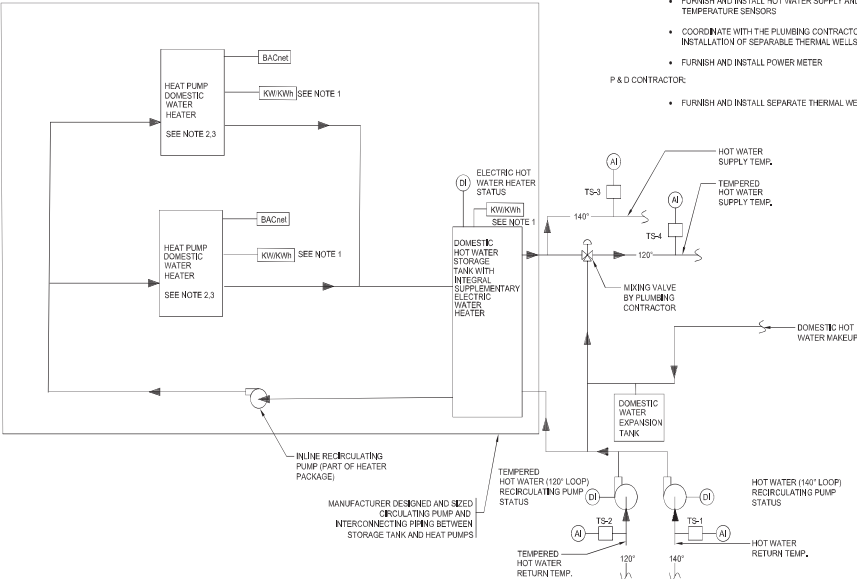 • FURNISH AND INSTALL HOT WATER SUPPLY AND
TEMPERATURE SENSORS
• COORDINATE WITH THE PLUMBING CONTRACTO
INSTALLATION OF SEPARABLE THERMAL WELLS
• FURNISH AND INSTALL POWER METER
P & D CONTRACTOR:
• FURNISH AND INSTALL SEPARATE THERMAL WE
HEAT PUMP
DOMESTIC
WATER
HEATER
SEE NOTE 2,3
BACnet
KW/KWh SEE NOTE 1
HEAT PUMP
DOMESTIC
WATER
HEATER
SEE NOTE 2,3
BACnet
KW/KWh SEE NOTE 1
DI
ELECTRIC HOT
WATER HEATER
STATUS
KW/KWh
SEE NOTE 1
DOMESTIC
HOT WATER
STORAGE
TANK WITH
INTEGRAL
SUPPLEMENTARY
ELECTRIC
WATER
HEATER
AI
TS-3
140°
HOT WATER
SUPPLY TEMP.
AI
TS-4
120°
TEMPERED
HOT WATER
SUPPLY TEMP.
MIXING VALVE
BY PLUMBING
CONTRACTOR
DOMESTIC HOT
WATER MAKEUP
DOMESTIC
WATER
EXPANSION
TANK
INLINE RECIRCULATING
PUMP (PART OF HEATER
PACKAGE)
MANUFACTURER DESIGNED AND SIZED
CIRCULATING PUMP AND
INTERCONNECTING PIPING BETWEEN
STORAGE TANK AND HEAT PUMPS
TEMPERED
HOT WATER (120° LOOP)
RECIRCULATING PUMP
STATUS
DI
DI
HOT WATER (140° LOOP)
RECIRCULATING PUMP
STATUS
AI
TS-2
TS-1
AI
TEMPERED
HOT WATER
RETURN TEMP.
120°
140°
HOT WATER
RETURN TEMP.